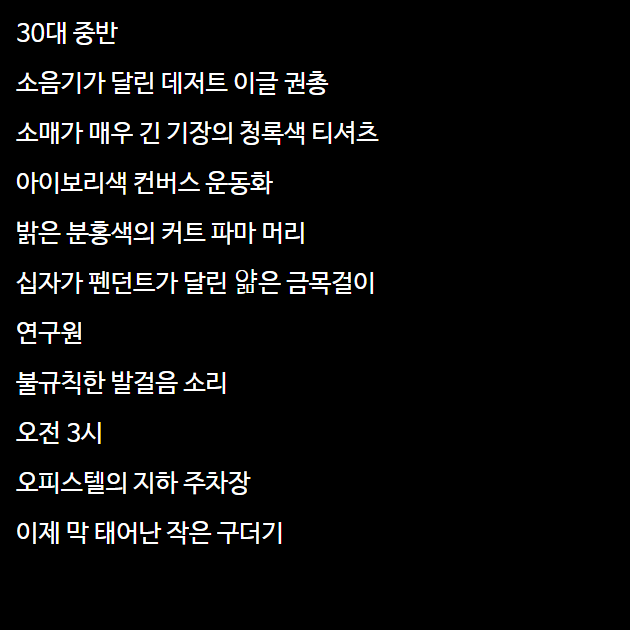 30대 중반
소음기가 달린 데저트 이글 권총
소매가 매우 긴 기장의 청록색 티셔츠
아이보리색 컨버스 운동화
밝은 분홍색의 커트 파마 머리
십자가 펜던트가 달린 얇은 금목걸이
연구원
불규칙한 발걸음 소리
오전 3시
오피스텔의 지하 주차장
이제 막 태어난 작은 구더기